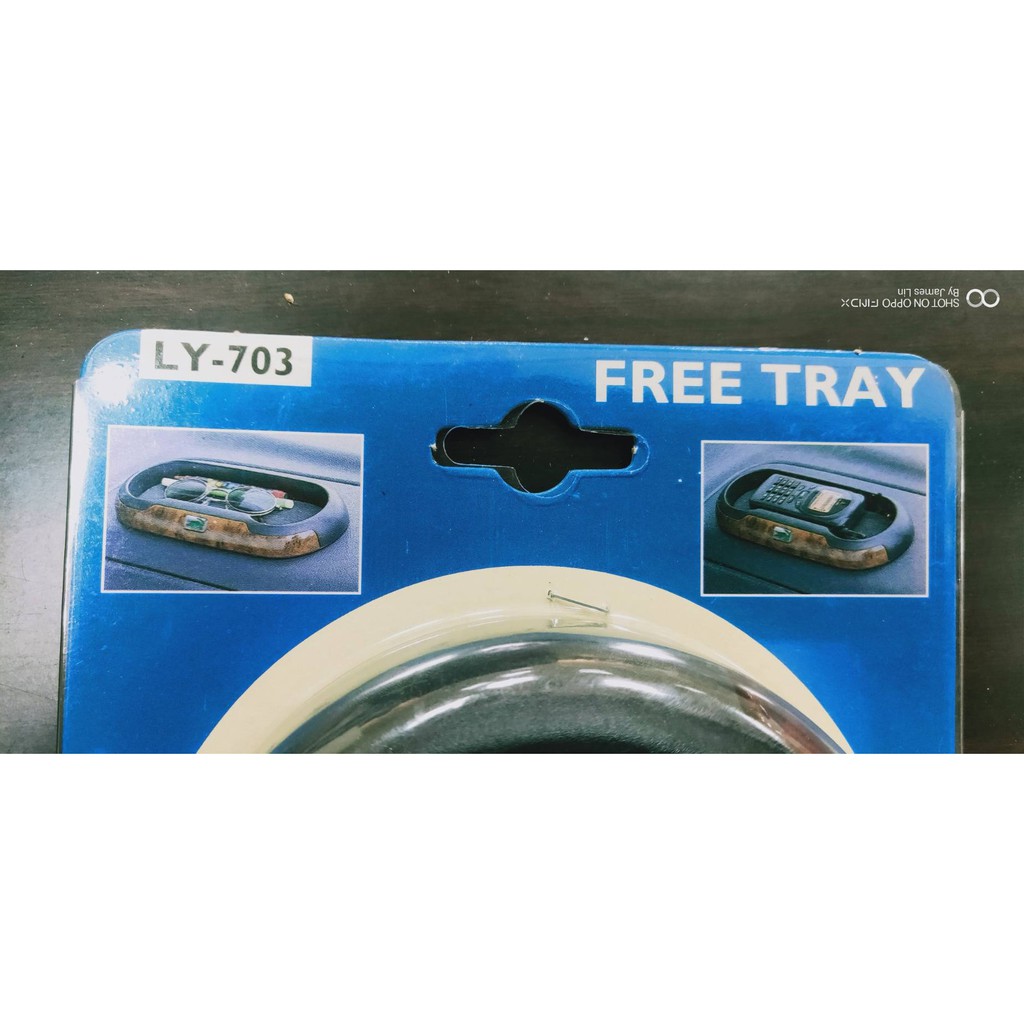 LY-703
FREE TRAY
SHOT ON OPPO FIND X
By James Lin